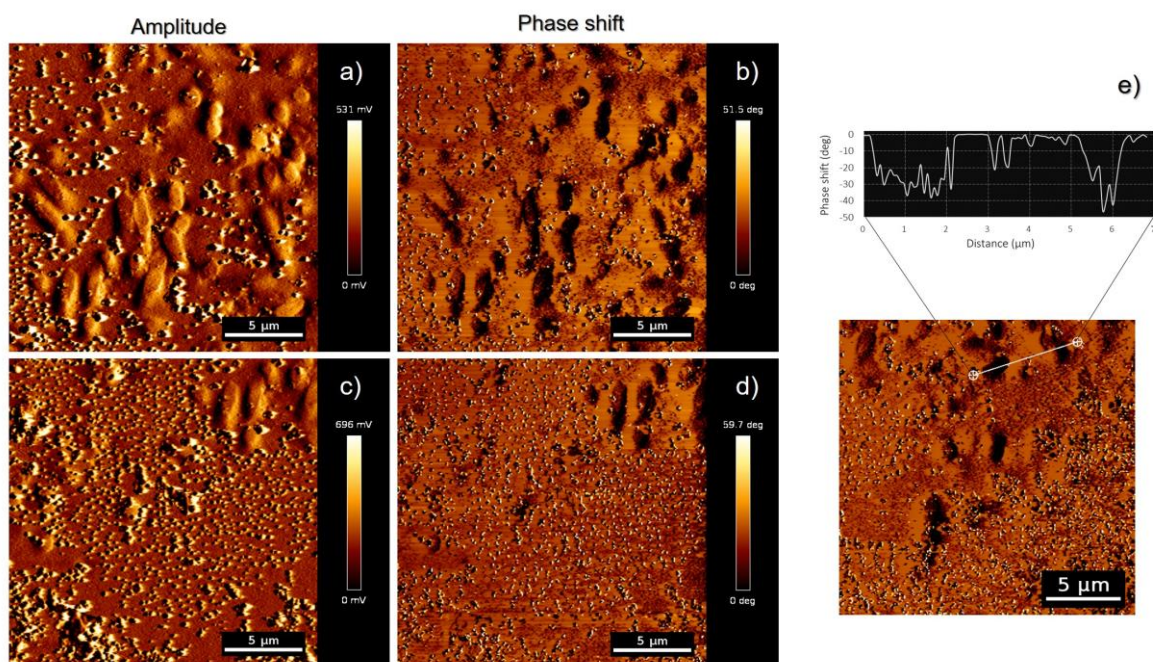 Amplitude
Phase shift
a)
531 mV
0 mV
5 µm
b)
51.5 deg
0 deg
5 µm
c)
696 mV
0 mV
5 µm
d)
59.7 deg
0 deg
5 µm
e)
Phase shift (deg)
0
-10
-20
-30
-40
-50
0 1 2 3 4 5 6 7
Distance (µm)
5 µm